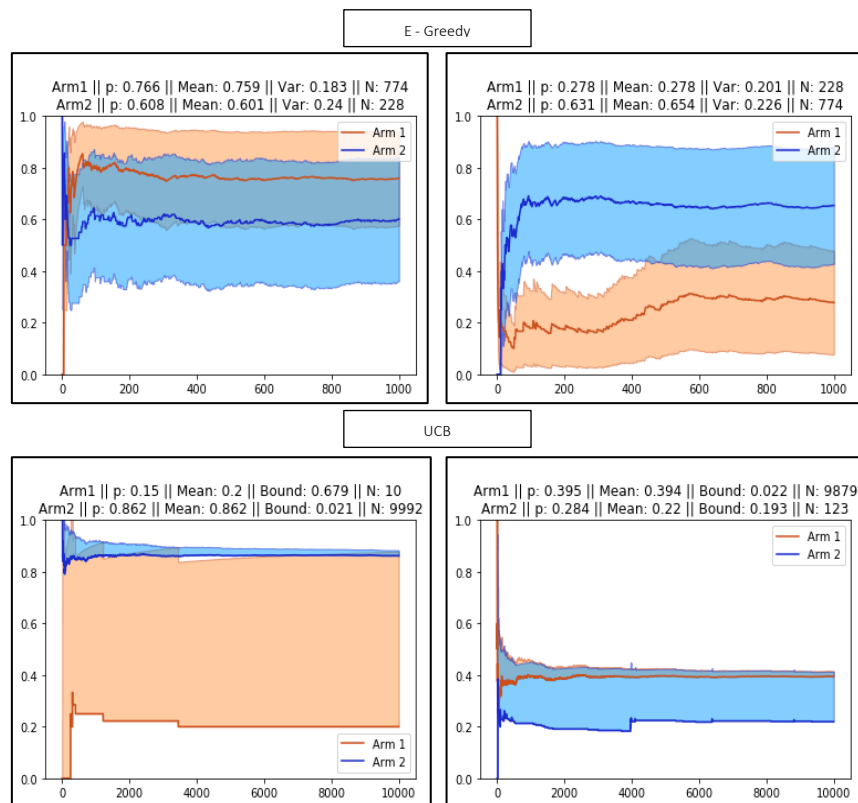 E - Greedy
Arm1 || p: 0.766 || Mean: 0.759 || Var: 0.183 || N: 774
Arm2 || p: 0.608 || Mean: 0.601 || Var: 0.24 || N: 228
1.0
0.8
0.6
0.4
0.2
0.0
0 200 400 600 800 1000
Arm 1
Arm 2
Arm1 || p: 0.278 || Mean: 0.278 || Var: 0.201 || N: 228
Arm2 || p: 0.631 || Mean: 0.654 || Var: 0.226 || N: 774
1.0
0.8
0.6
0.4
0.2
0.0
0 200 400 600 800 1000
Arm 1
Arm 2
UCB
Arm1 || p: 0.15 || Mean: 0.2 || Bound: 0.679 || N: 10
Arm2 || p: 0.862 || Mean: 0.862 || Bound: 0.021 || N: 9992
1.0
0.8
0.6
0.4
0.2
0.0
0 2000 4000 6000 8000 10000
Arm 1
Arm 2
Arm1 || p: 0.395 || Mean: 0.394 || Bound: 0.022 || N: 9879
Arm2 || p: 0.284 || Mean: 0.22 || Bound: 0.193 || N: 123
1.0
0.8
0.6
0.4
0.2
0.0
0 2000 4000 6000 8000 10000
Arm 1
Arm 2